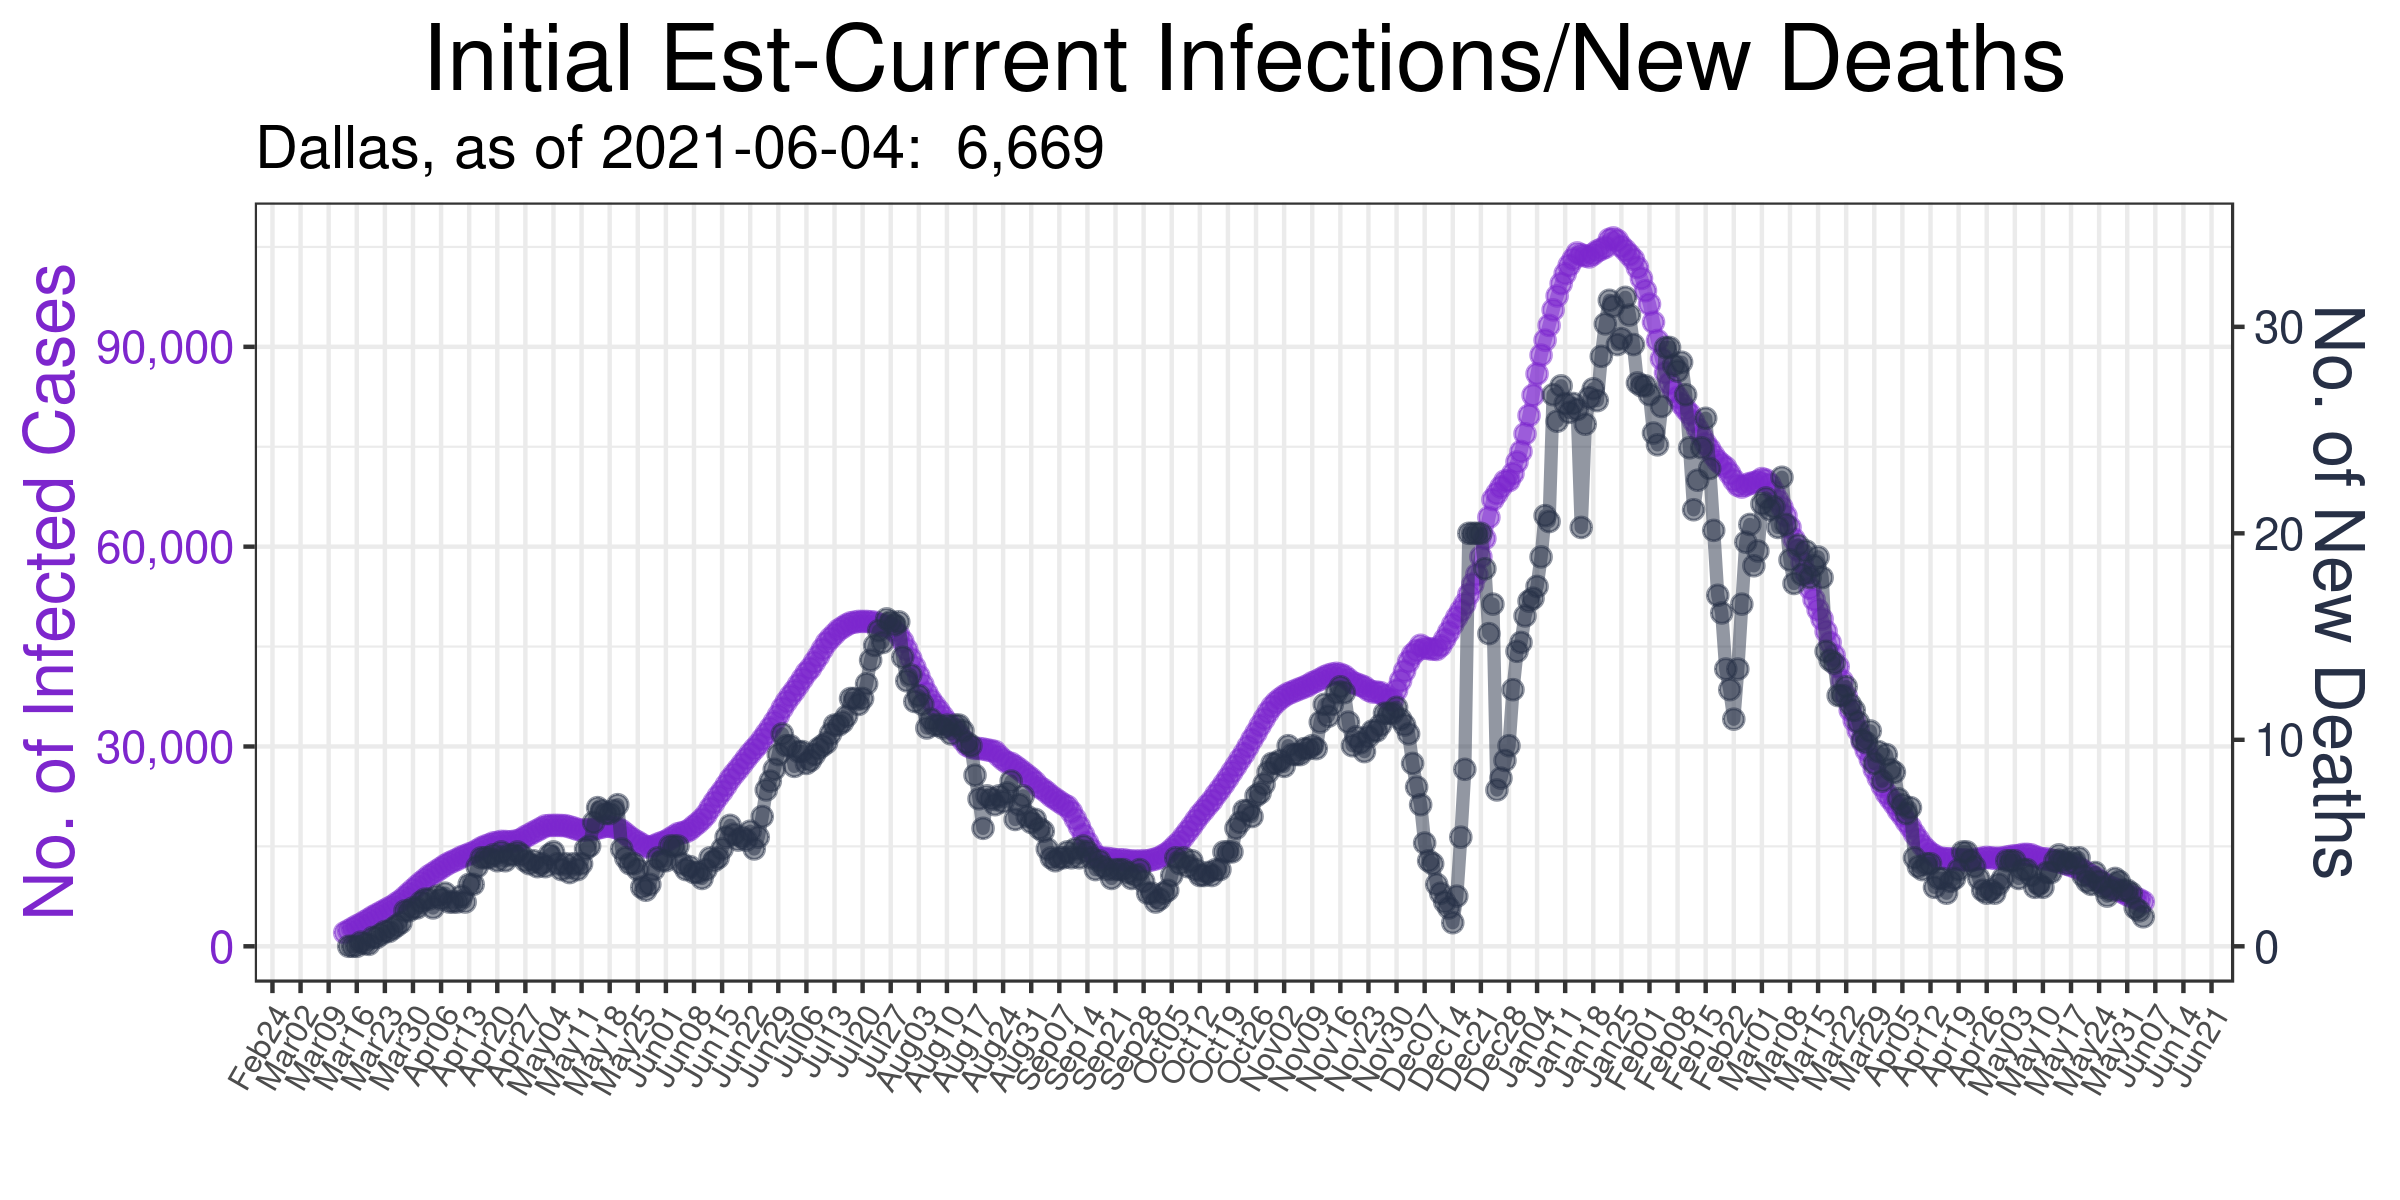 Initial Est-Current Infections/New Deaths
Dallas, as of 2021-06-04:  6,669
No. of Infected Cases
90,000
60,000
30,000
0
30
20
10
0
No. of New Deaths
Feb24
Mar02
Mar09
Mar16
Mar23
Mar30
Apr06
Apr13
Apr20
Apr27
May04
May11
May18
May25
Jun01
Jun08
Jun15
Jun22
Jun29
Jul06
Jul13
Jul20
Jul27
Aug03
Aug10
Aug17
Aug24
Aug31
Sep07
Sep14
Sep21
Sep28
Oct05
Oct12
Oct19
Oct26
Nov02
Nov09
Nov16
Nov23
Nov30
Dec07
Dec14
Dec21
Dec28
Jan04
Jan11
Jan18
Jan25
Feb01
Feb08
Feb15
Feb22
Mar01
Mar08
Mar15
Mar22
Mar29
Apr05
Apr12
Apr19
Apr26
May03
May10
May17
May24
May31
Jun07
Jun14
Jun21